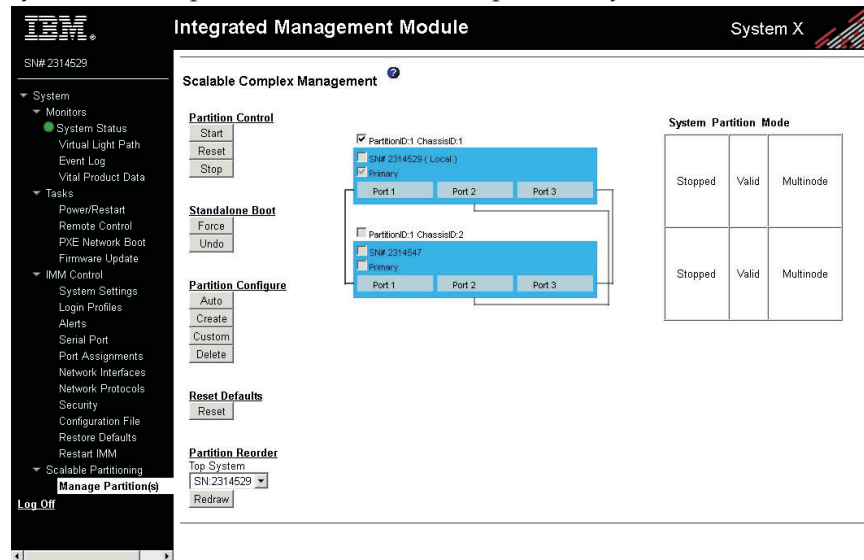 IBM®
Integrated Management Module
System X
SN# 2314529
System
Monitors
System Status
Virtual Light Path
Event Log
Vital Product Data
Tasks
Power/Restart
Remote Control
PXE Network Boot
Firmware Update
IMM Control
System Settings
Login Profiles
Alerts
Serial Port
Port Assignments
Network Interfaces
Network Protocols
Security
Configuration File
Restore Defaults
Restart IMM
Scalable Partitioning
Manage Partition(s)
Log Off
Scalable Complex Management ?
Partition Control
Start
Reset
Stop
Standalone Boot
Force
Undo
Partition Configure
Auto
Create
Custom
Delete
Reset Defaults
Reset
Partition Reorder
Top System
SN:2314529
Redraw
PartitionID:1 ChassisID:1
SN# 2314529 ( Local )
Primary
Port 1 Port 2 Port 3
PartitionID:1 ChassisID:2
SN# 2314547
Primary
Port 1 Port 2 Port 3
System Partition Mode
Stopped Valid Multinode
Stopped Valid Multinode